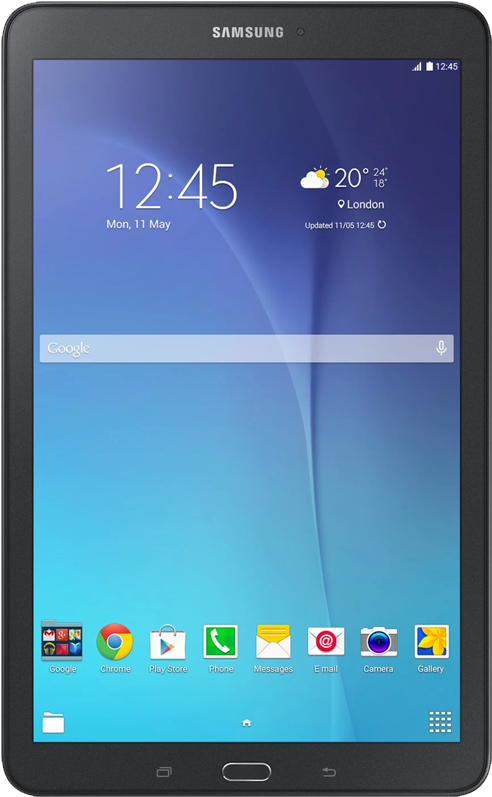 SAMSUNG
12:45
12:45
Mon, 11 May
20° 24°
18°
London
Updated 11/05 12:45
Google
Google
Chrome
Play Store
Phone
Messages
Email
Camera
Gallery